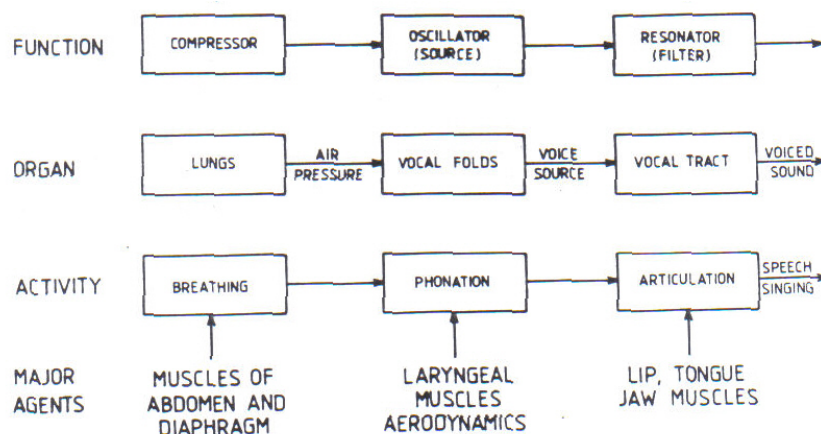 FUNCTION
COMPRESSOR
OSCILLATOR
(SOURCE)
RESONATOR
(FILTER)
ORGAN
LUNGS
AIR
PRESSURE
VOCAL FOLDS
VOICE
SOURCE
VOCAL TRACT
VOICED
SOUND
ACTIVITY
BREATHING
PHONATION
ARTICULATION
SPEECH
SINGING
MAJOR
AGENTS
MUSCLES OF
ABDOMEN AND
DIAPHRAGM
LARYNGEAL
MUSCLES
AERODYNAMICS
LIP, TONGUE
JAW MUSCLES